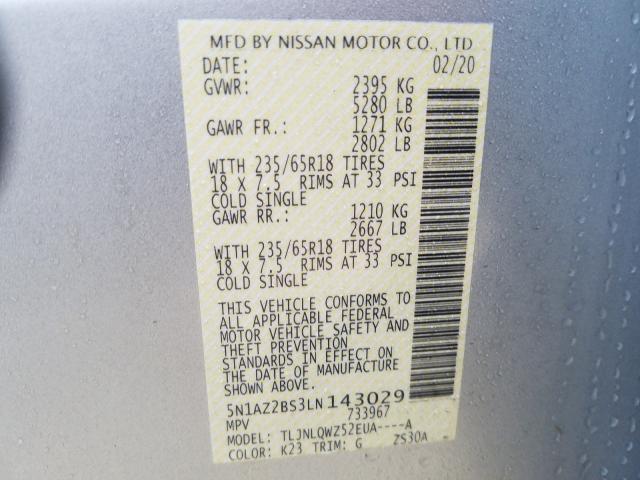 MFD BY NISSAN MOTOR CO., LTD
DATE: 02/20
GVWR: 2395 KG
5280 LB
GAWR FR.: 1271 KG
2802 LB
WITH 235/65R18 TIRES
18 X 7.5 RIMS AT 33 PSI
COLD SINGLE
GAWR RR.: 1210 KG
2667 LB
WITH 235/65R18 TIRES
18 X 7.5 RIMS AT 33 PSI
COLD SINGLE
THIS VEHICLE CONFORMS TO
ALL APPLICABLE FEDERAL
MOTOR VEHICLE SAFETY AND
THEFT PREVENTION
STANDARDS IN EFFECT ON
THE DATE OF MANUFACTURE
SHOWN ABOVE.
5N1AZ2BS3LN143029
MPV 733967
MODEL: TLJNLQWZ52EUA----A
COLOR: K23 TRIM: G ZS30A